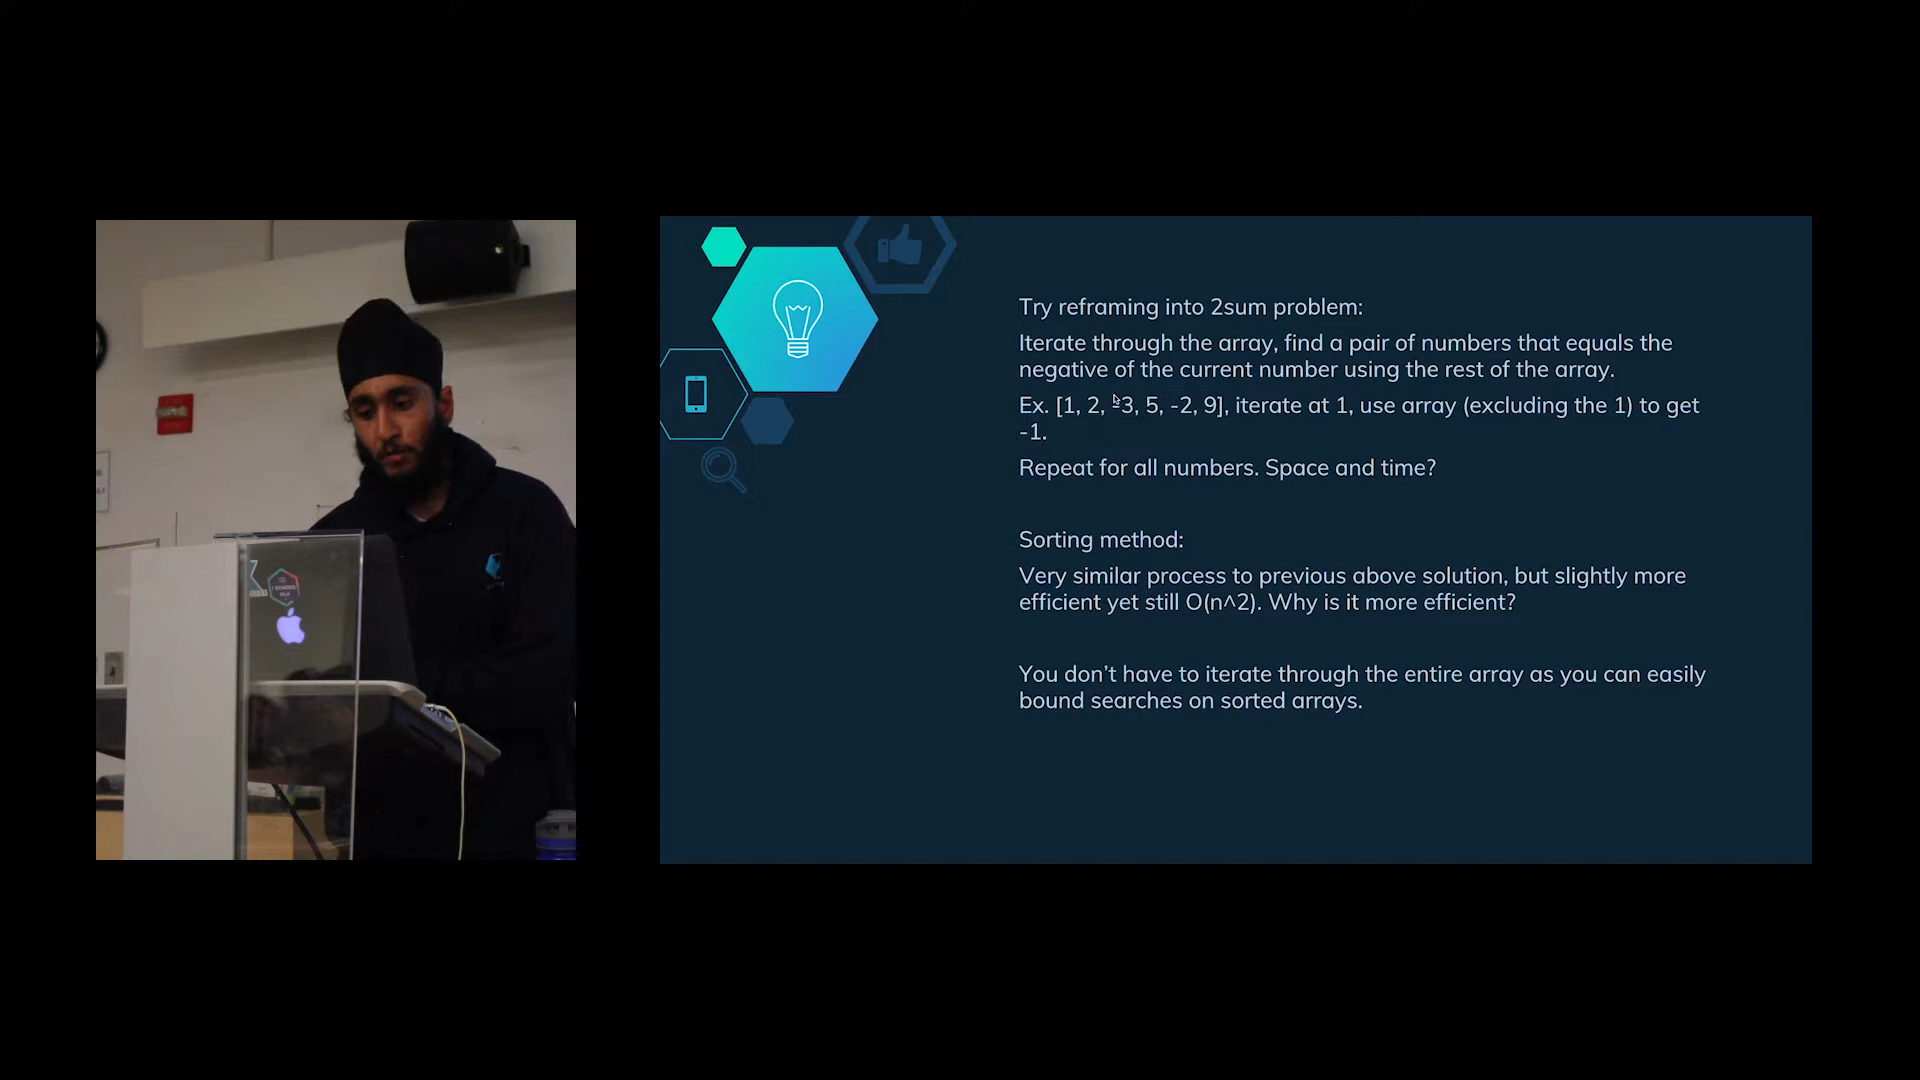 Try reframing into 2sum problem:
Iterate through the array, find a pair of numbers that equals the
negative of the current number using the rest of the array.
Ex. [1, 2, -3, 5, -2, 9], iterate at 1, use array (excluding the 1) to get
-1.
Repeat for all numbers. Space and time?
Sorting method:
Very similar process to previous above solution, but slightly more
efficient yet still O(n^2). Why is it more efficient?
You don’t have to iterate through the entire array as you can easily
bound searches on sorted arrays.